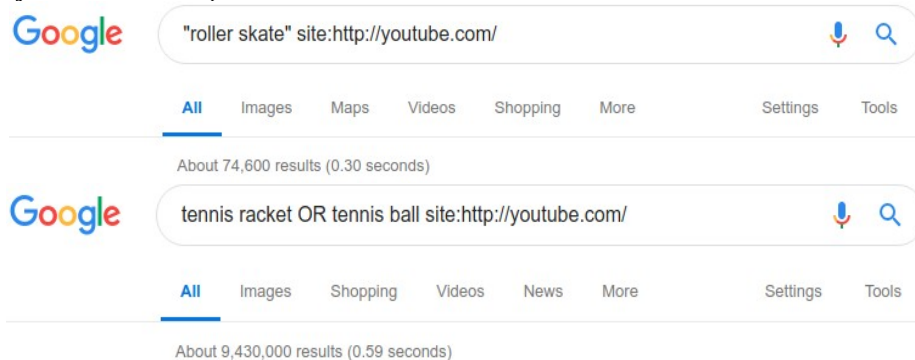 Google "roller skate" site:http://youtube.com/
All Images Maps Videos Shopping More Settings Tools
About 74,600 results (0.30 seconds)
Google tennis racket OR tennis ball site:http://youtube.com/
All Images Shopping Videos News More Settings Tools
About 9,430,000 results (0.59 seconds)